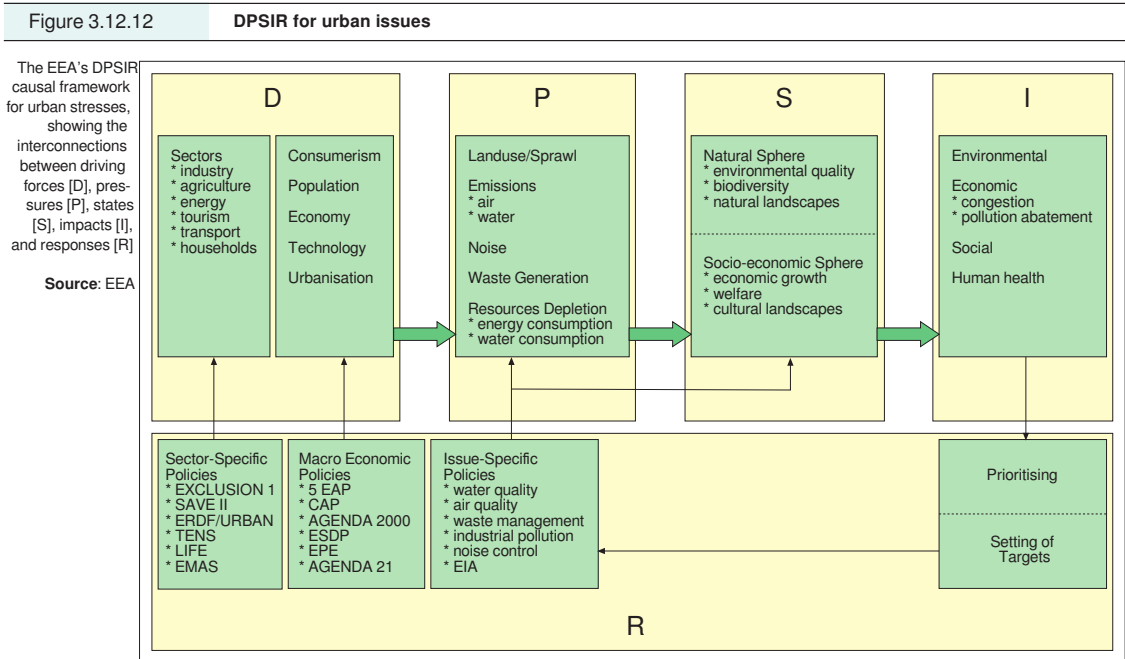 Figure 3.12.12
DPSIR for urban issues
The EEA's DPSIR
causal framework
for urban stresses,
showing the
interconnections
between driving
forces [D], pres-
sures [P], states
[S], impacts [I],
and responses [R]
Source: EEA
D
Sectors
* industry
* agriculture
* energy
* tourism
* transport
* households
Consumerism
Population
Economy
Technology
Urbanisation
P
Landuse/Sprawl
Emissions
* air
* water
Noise
Waste Generation
Resources Depletion
* energy consumption
* water consumption
S
Natural Sphere
* environmental quality
* biodiversity
* natural landscapes
Socio-economic Sphere
* economic growth
* welfare
* cultural landscapes
I
Environmental
Economic
* congestion
* pollution abatement
Social
Human health
Sector-Specific
Policies
* EXCLUSION 1
* SAVE II
* ERDF/URBAN
* TENS
* LIFE
* EMAS
Macro Economic
Policies
* 5 EAP
* CAP
* AGENDA 2000
* ESDP
* EPE
* AGENDA 21
Issue-Specific
Policies
* water quality
* air quality
* waste management
* industrial pollution
* noise control
* EIA
Prioritising
Setting of
Targets
R